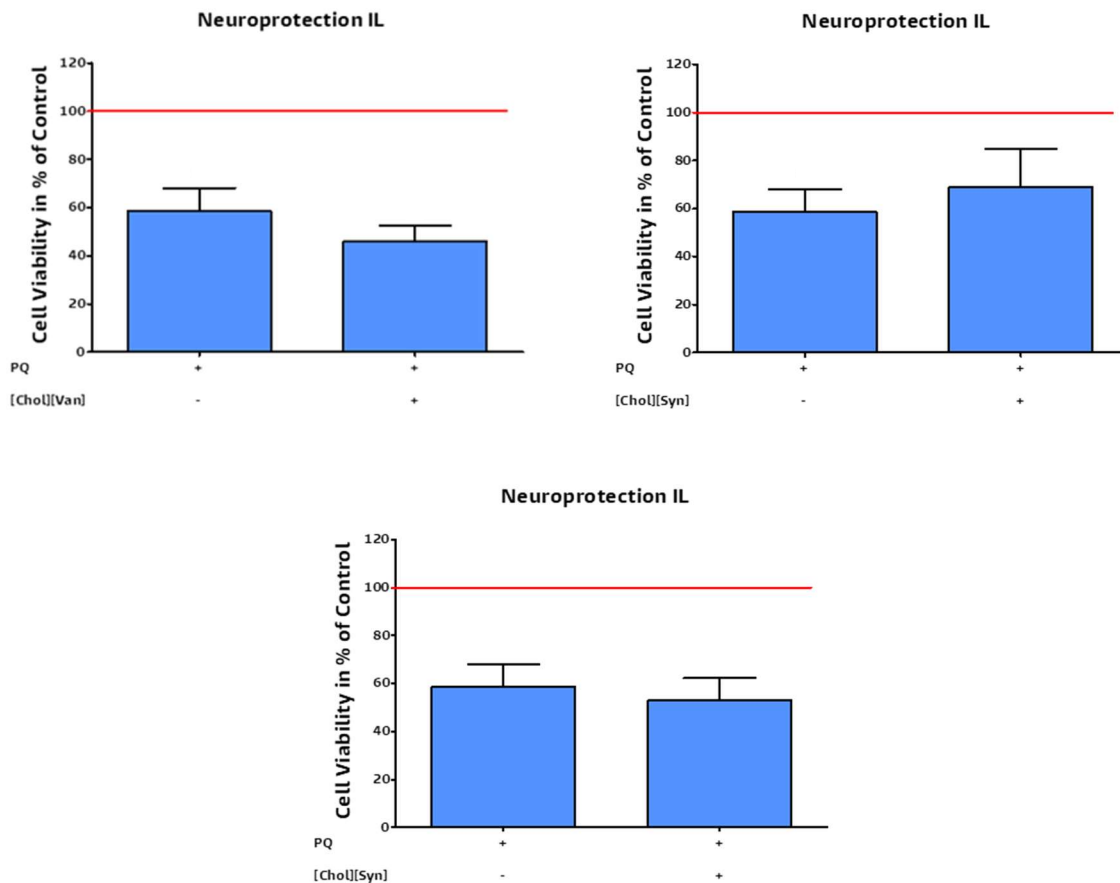 Neuroprotection IL
Cell Viability in % of Control
120
100
80
60
40
20
0
PQ + +
[Chol][Van] - +
Neuroprotection IL
Cell Viability in % of Control
120
100
80
60
40
20
0
PQ + +
[Chol][Syn] - +
Neuroprotection IL
Cell Viability in % of Control
120
100
80
60
40
20
0
PQ + +
[Chol][Syn] - +